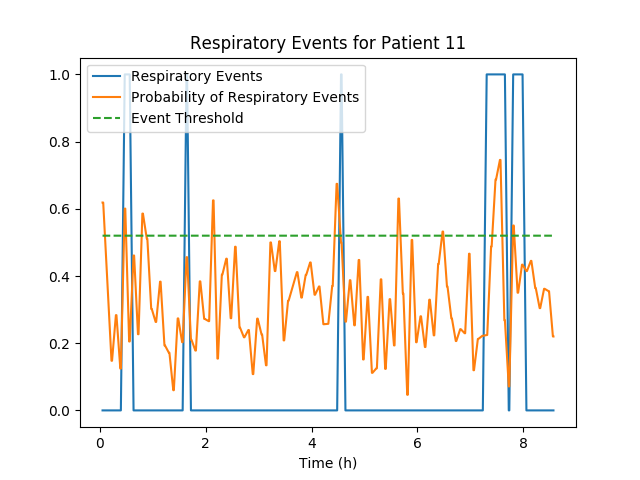 Respiratory Events for Patient 11
Respiratory Events
Probability of Respiratory Events
Event Threshold
1.0
0.8
0.6
0.4
0.2
0.0
0 2 4 6 8
Time (h)